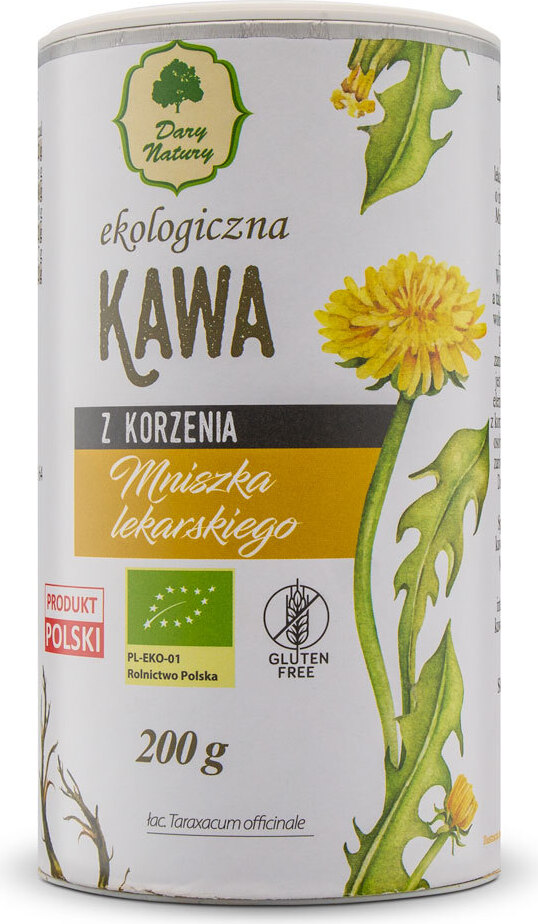 Dary
Natury
ekologiczna
KAWA
Z KORZENIA
Mniszka
lekarskiego
PRODUKT
POLSKI
PL-EKO-01
Rolnictwo Polska
GLUTEN
FREE
200 g
łac. Taraxacum officinale